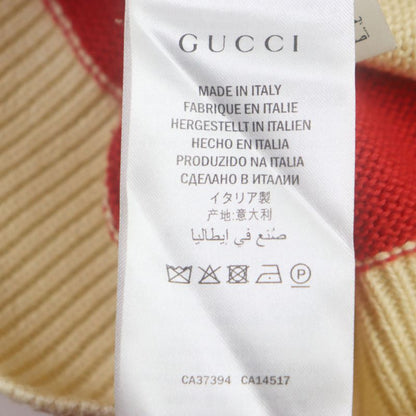 GUCCI
MADE IN ITALY
FABRIQUE EN ITALIE
HERGESTELLT IN ITALIEN
HECHO EN ITALIA
PRODUZIDO NA ITALIA
СДЕЛАНО В ИТАЛИИ
イタリア製
产地:意大利
صنع في إيطاليا
P
CA37394 CA14517